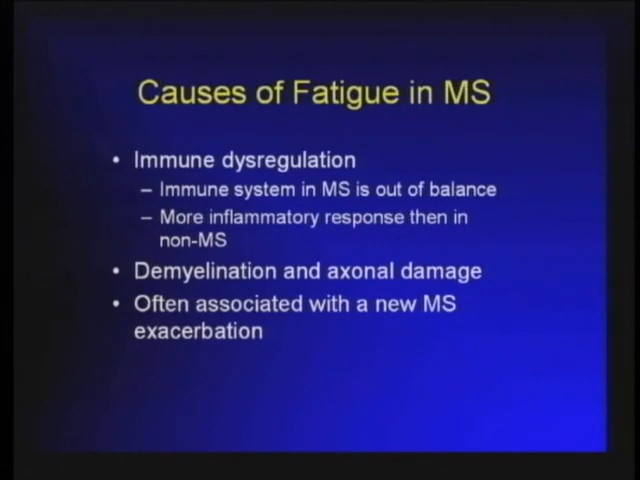 Causes of Fatigue in MS
• Immune dysregulation
– Immune system in MS is out of balance
– More inflammatory response then in
non-MS
• Demyelination and axonal damage
• Often associated with a new MS
exacerbation